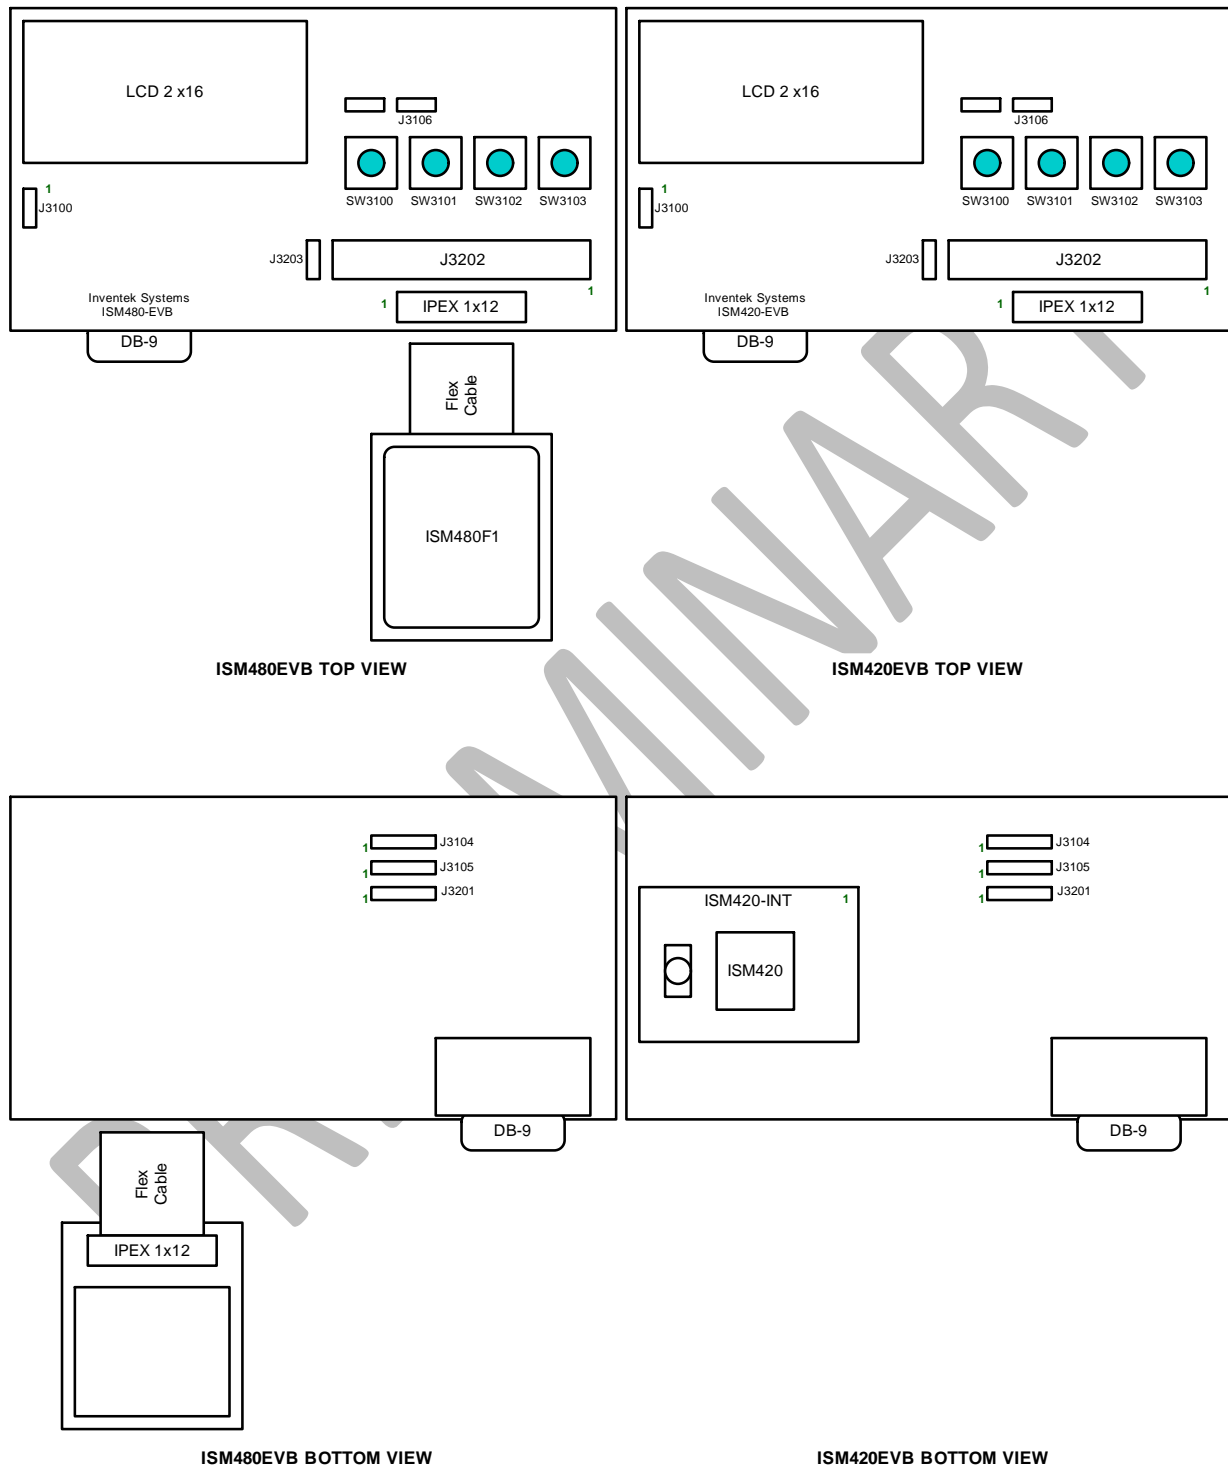 LCD 2 x16
J3106
SW3100 SW3101 SW3102 SW3103
1
J3100
J3203
J3202
1
Inventek Systems
ISM480-EVB
1
IPEX 1x12
DB-9
Flex
Cable
ISM480F1
ISM480EVB TOP VIEW
LCD 2 x16
J3106
SW3100 SW3101 SW3102 SW3103
1
J3100
J3203
J3202
1
Inventek Systems
ISM420-EVB
1
IPEX 1x12
DB-9
ISM420EVB TOP VIEW
1 J3104
1 J3105
1 J3201
DB-9
Flex
Cable
IPEX 1x12
ISM480EVB BOTTOM VIEW
1 J3104
1 J3105
1 J3201
ISM420-INT 1
ISM420
DB-9
ISM420EVB BOTTOM VIEW